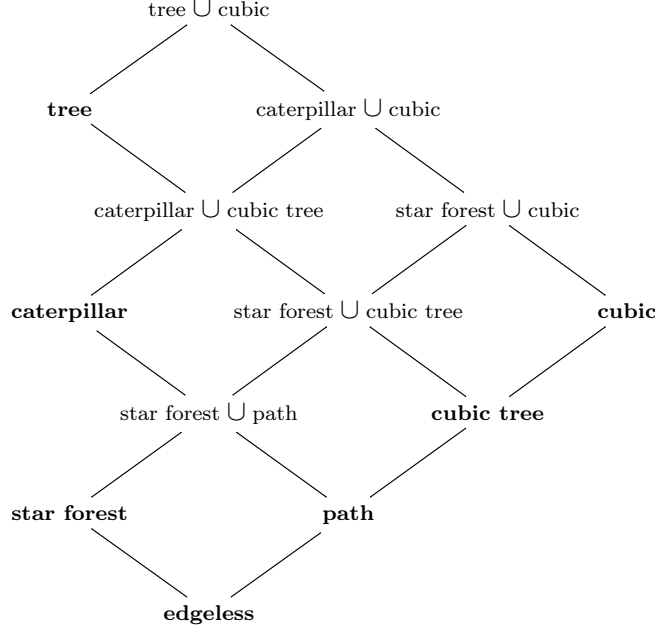 tree ∪ cubic
tree
caterpillar ∪ cubic
caterpillar ∪ cubic tree
star forest ∪ cubic
caterpillar
star forest ∪ cubic tree
cubic
star forest ∪ path
cubic tree
star forest
path
edgeless